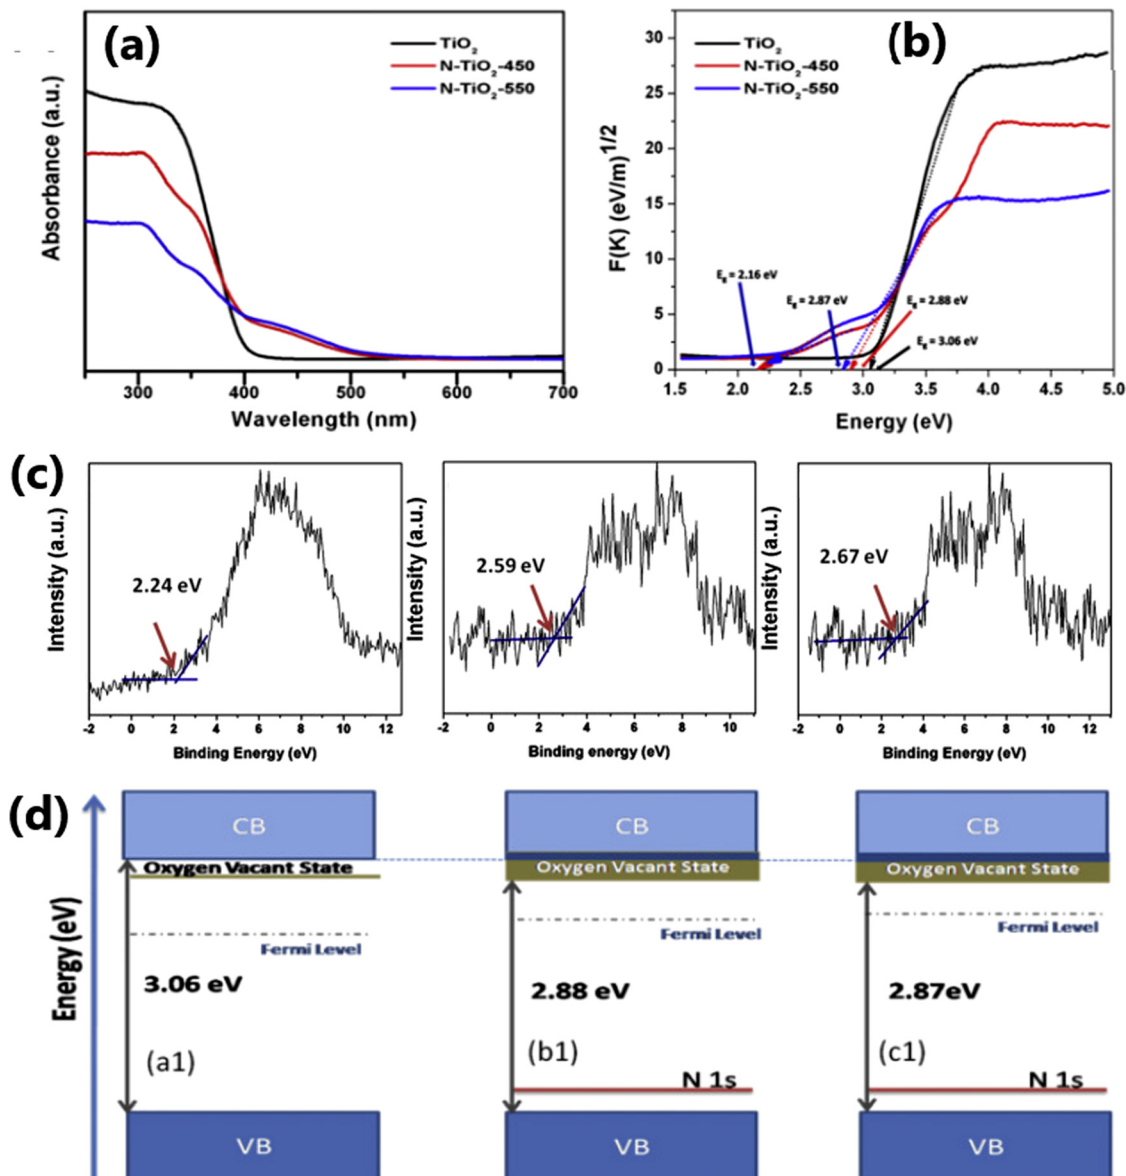 (a)
TiO2
N-TiO2-450
N-TiO2-550
Absorbance (a.u.)
300 400 500 600 700
Wavelength (nm)
(b)
TiO2
N-TiO2-450
N-TiO2-550
F(K) (eV/m)1/2
30
25
20
15
10
5
0
Eg = 2.16 eV
Eg = 2.87 eV
Eg = 2.88 eV
Eg = 3.06 eV
1.5 2.0 2.5 3.0 3.5 4.0 4.5 5.0
Energy (eV)
(c)
Intensity (a.u.)
2.24 eV
-2 0 2 4 6 8 10 12
Binding Energy (eV)
Intensity (a.u.)
2.59 eV
-2 0 2 4 6 8 10
Binding energy (eV)
Intensity (a.u.)
2.67 eV
-2 0 2 4 6 8 10 12
Binding Energy (eV)
(d)
Energy (eV)
CB
Oxygen Vacant State
Fermi Level
3.06 eV
(a1)
VB
CB
Oxygen Vacant State
Fermi Level
2.88 eV
(b1)
N 1s
VB
CB
Oxygen Vacant State
Fermi Level
2.87eV
(c1)
N 1s
VB